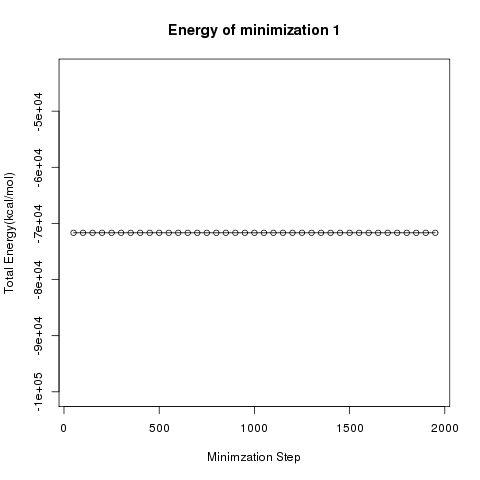 Energy of minimization 1
Total Energy(kcal/mol)
-5e+04
-6e+04
-7e+04
-8e+04
-9e+04
-1e+05
0 500 1000 1500 2000
Minimzation Step